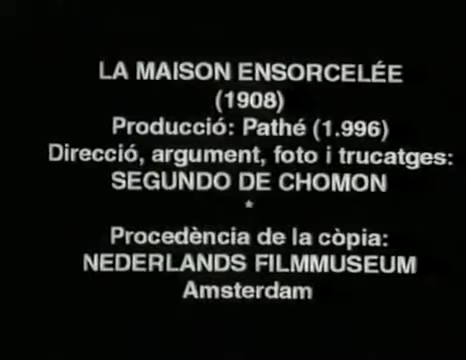 LA MAISON ENSORCELÉE
(1908)
Producció: Pathé (1.996)
Direcció, argument, foto i trucatges:
SEGUNDO DE CHOMON
*
Procedència de la còpia:
NEDERLANDS FILMMUSEUM
Amsterdam